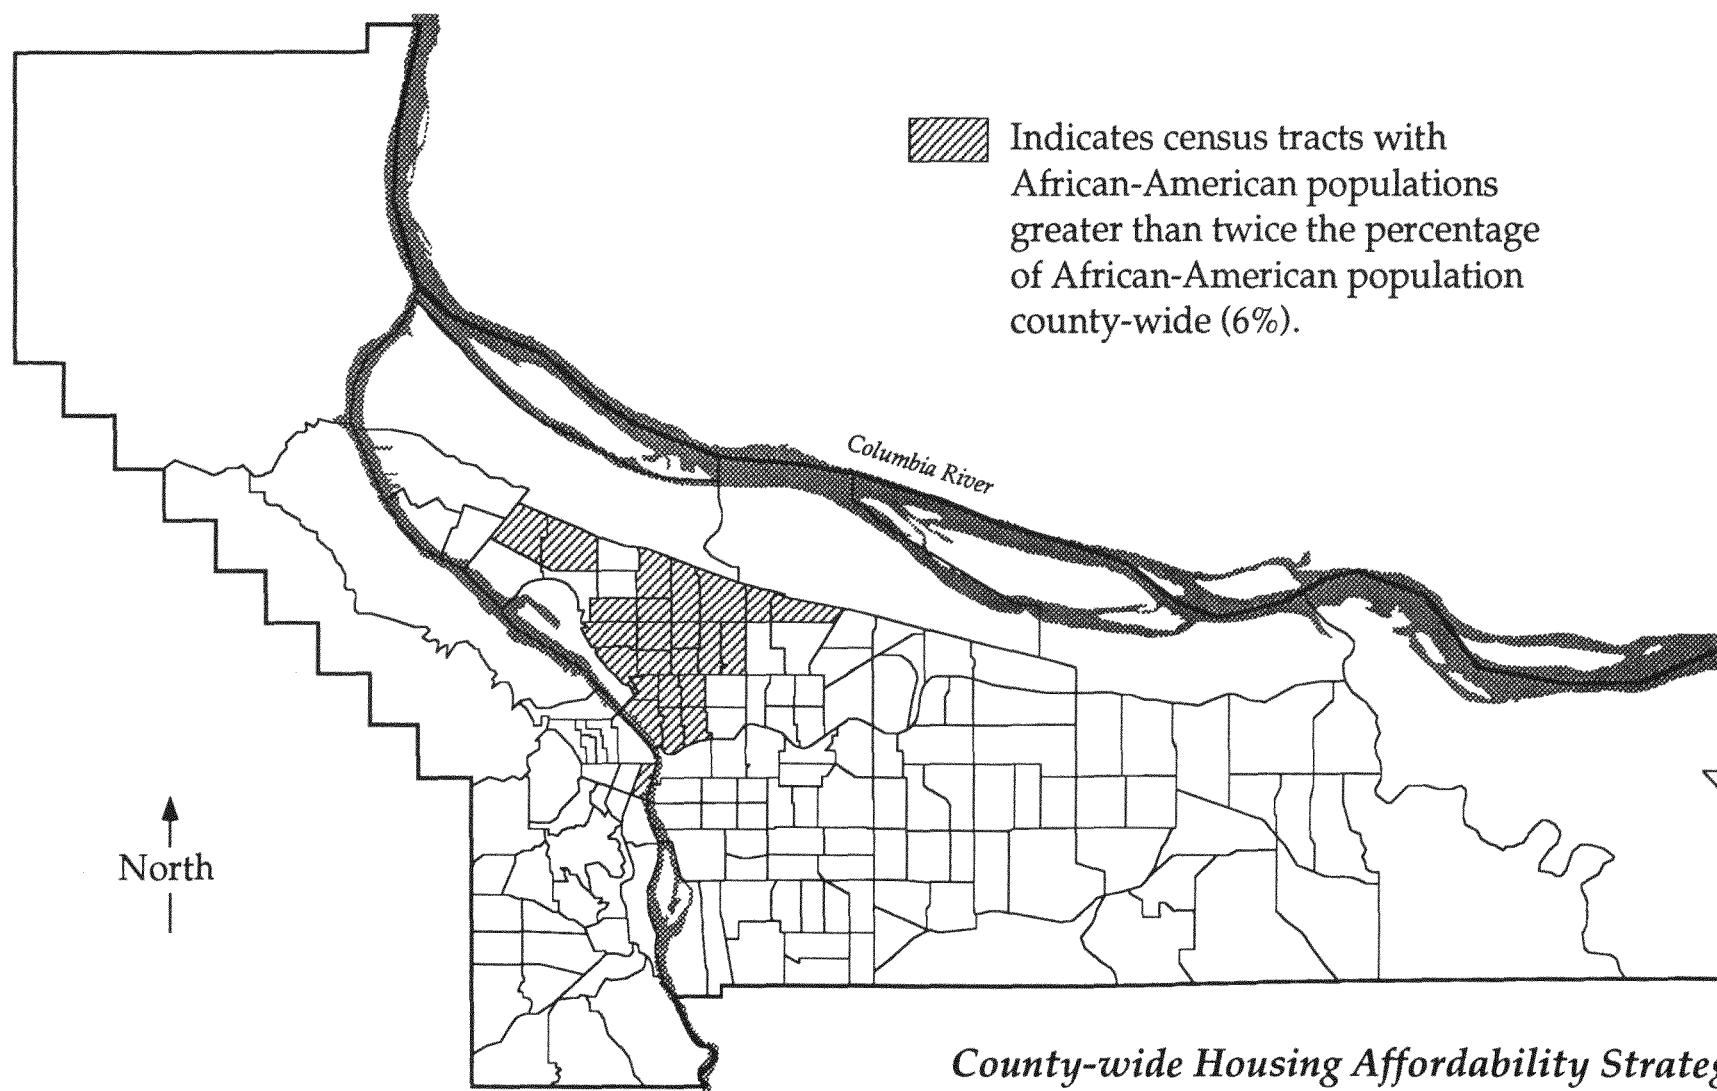 Indicates census tracts with
African-American populations
greater than twice the percentage
of African-American population
county-wide (6%).
Columbia River
North
County-wide Housing Affordability Strateg